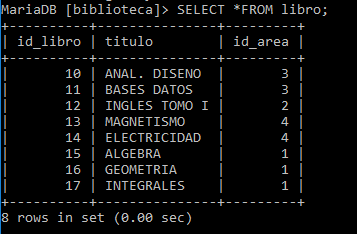 MariaDB [biblioteca]> SELECT *FROM libro;
+----------+---------------+---------+
| id_libro | titulo        | id_area |
+----------+---------------+---------+
|       10 | ANAL. DISENO  |       3 |
|       11 | BASES DATOS   |       3 |
|       12 | INGLES TOMO I |       2 |
|       13 | MAGNETISMO    |       4 |
|       14 | ELECTRICIDAD  |       4 |
|       15 | ALGEBRA       |       1 |
|       16 | GEOMETRIA     |       1 |
|       17 | INTEGRALES    |       1 |
+----------+---------------+---------+
8 rows in set (0.00 sec)